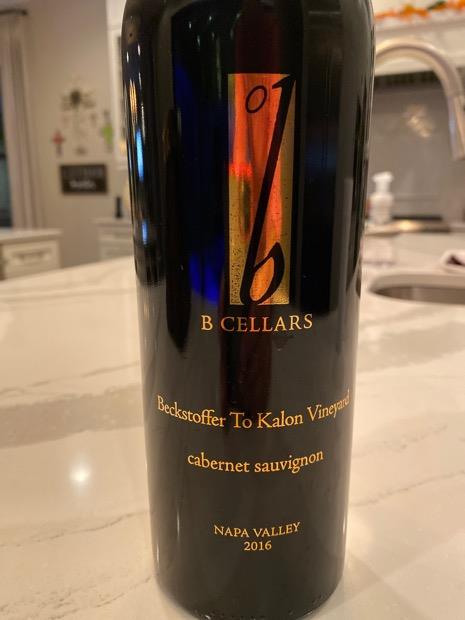 b
B CELLARS
Beckstoffer To Kalon Vineyard
cabernet sauvignon
NAPA VALLEY
2016